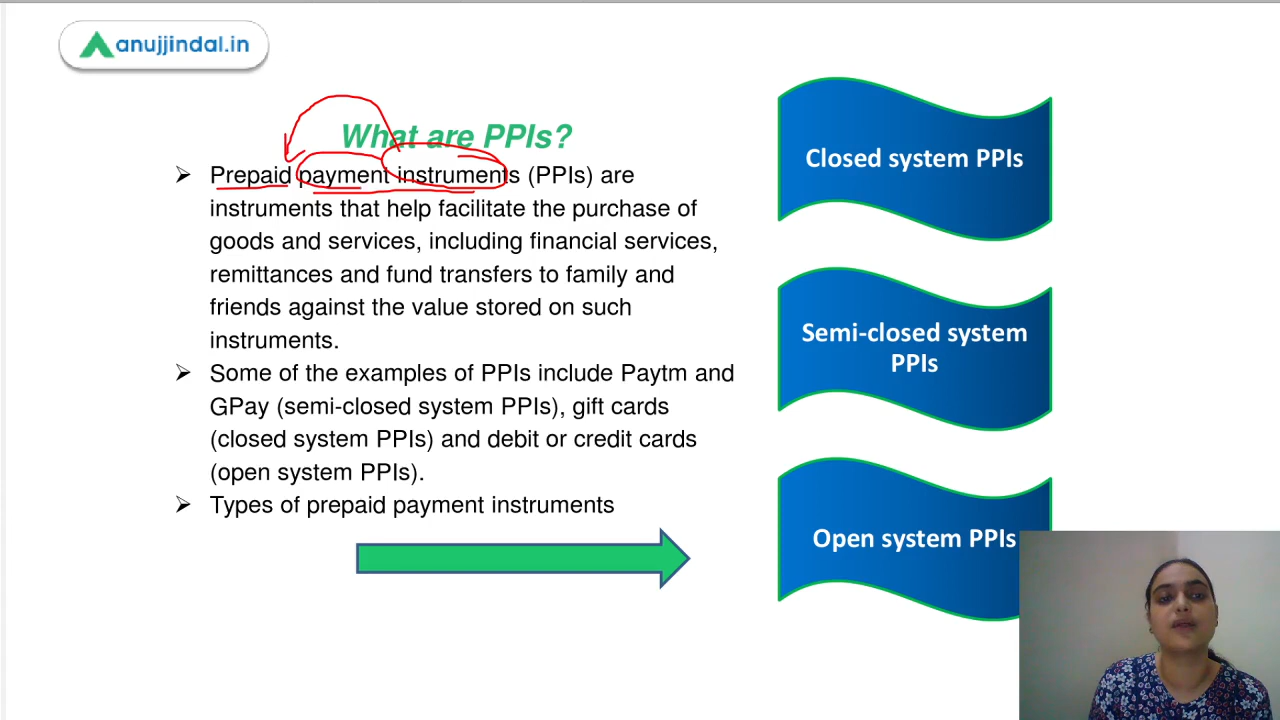 anujjindal.in
What are PPIs?
Prepaid payment instruments (PPIs) are
instruments that help facilitate the purchase of
goods and services, including financial services,
remittances and fund transfers to family and
friends against the value stored on such
instruments.
Some of the examples of PPIs include Paytm and
GPay (semi-closed system PPIs), gift cards
(closed system PPIs) and debit or credit cards
(open system PPIs).
Types of prepaid payment instruments
Closed system PPIs
Semi-closed system
PPIs
Open system PPIs